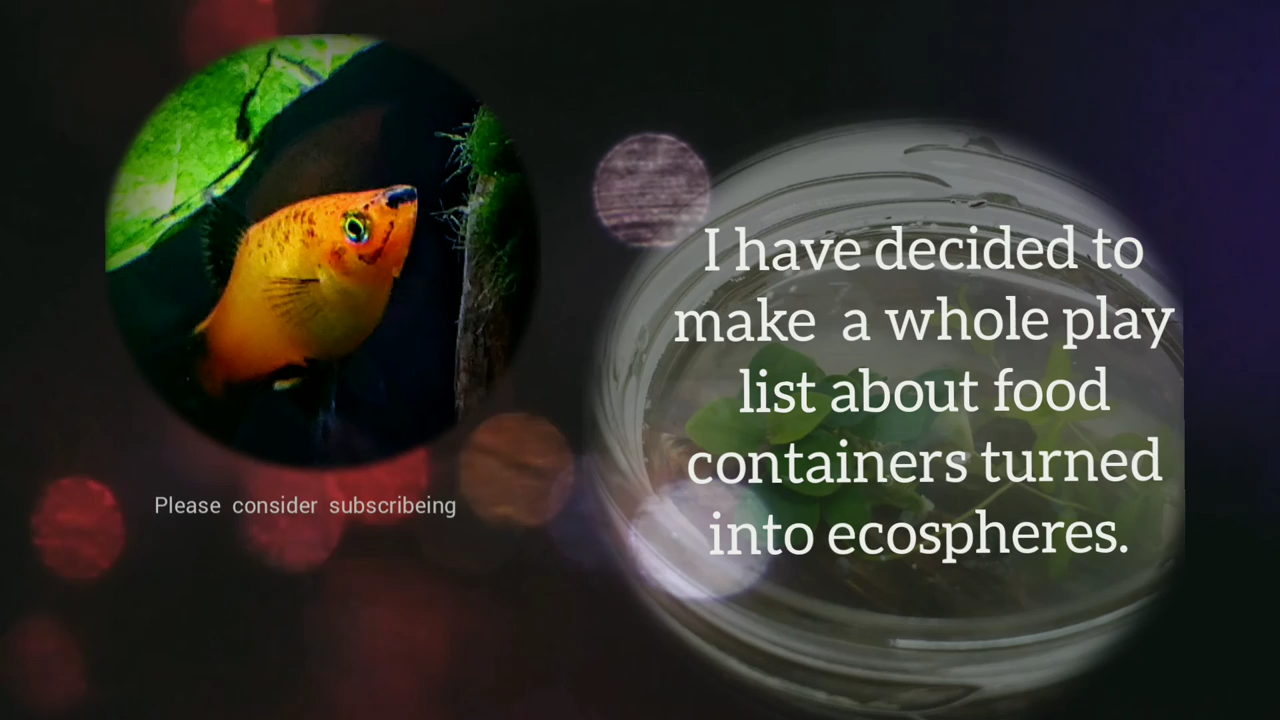 I have decided to
make a whole play
list about food
containers turned
into ecospheres.
Please consider subscribeing